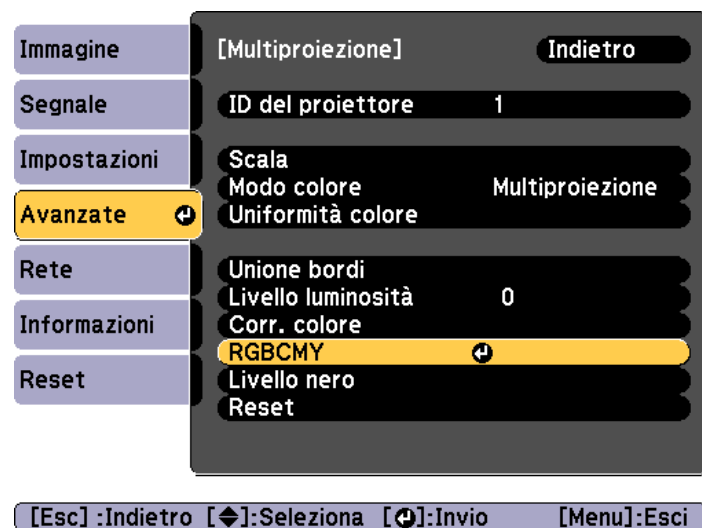 Immagine
Segnale
Impostazioni
Avanzate
Rete
Informazioni
Reset
[Multiproiezione] Indietro
ID del proiettore 1
Scala
Modo colore Multiproiezione
Uniformità colore
Unione bordi
Livello luminosità 0
Corr. colore
RGBCMY
Livello nero
Reset
[Esc] :Indietro [◆]:Seleziona [↵]:Invio [Menu]:Esci